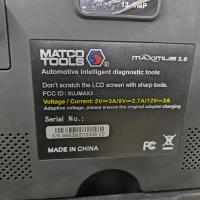 MATCO
TOOLS
MAXIMUS 3.0
Automotive intelligent diagnostic tools
Don't scratch the LCD screen with sharp tools.
FCC ID : XUJMAX3
Voltage / Current: 5V⎓3A/9V⎓2.7A/12V⎓2A
Adaptive voltage, please ensure the original adapter charging
Serial No.:
MADE IN CHINA